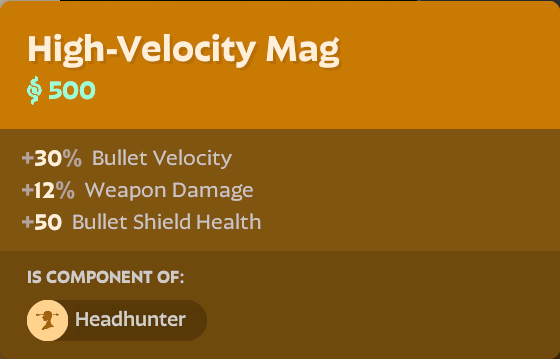 High-Velocity Mag
500
+30% Bullet Velocity
+12% Weapon Damage
+50 Bullet Shield Health
IS COMPONENT OF:
Headhunter